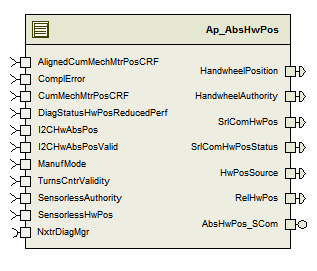 Ap_AbsHwPos
AlignedCumMechMtrPosCRF
ComplError
CumMechMtrPosCRF
DiagStatusHwPosReducedPerf
I2CHwAbsPos
I2CHwAbsPosValid
ManufMode
TurnsCntrValidity
SensorlessAuthority
SensorlessHwPos
NxtrDiagMgr
HandwheelPosition
HandwheelAuthority
SrlComHwPos
SrlComHwPosStatus
HwPosSource
RelHwPos
AbsHwPos_SCom